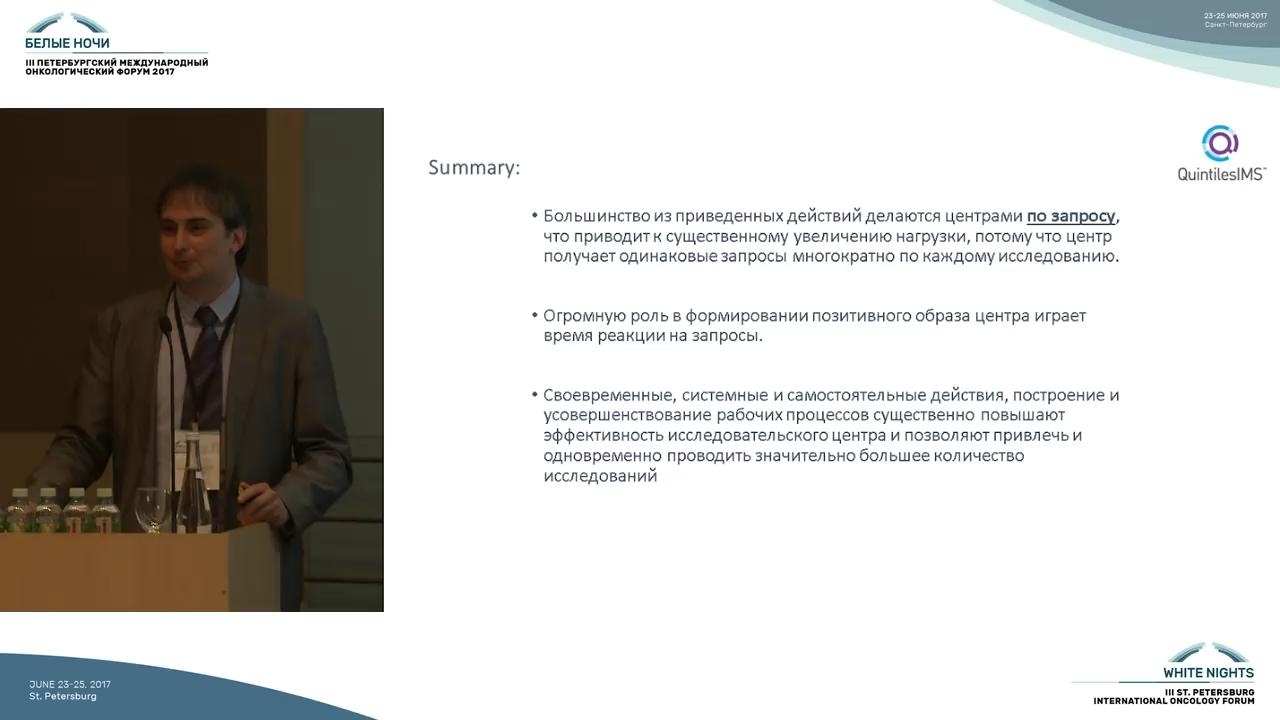 БЕЛЫЕ НОЧИ
III ПЕТЕРБУРГСКИЙ МЕЖДУНАРОДНЫЙ
ОНКОЛОГИЧЕСКИЙ ФОРУМ 2017
23-25 ИЮНЯ 2017
Санкт-Петербург
QuintilesIMS™
Summary:
• Большинство из приведенных действий делаются центрами по запросу,
что приводит к существенному увеличению нагрузки, потому что центр
получает одинаковые запросы многократно по каждому исследованию.
• Огромную роль в формировании позитивного образа центра играет
время реакции на запросы.
• Своевременные, системные и самостоятельные действия, построение и
усовершенствование рабочих процессов существенно повышают
эффективность исследовательского центра и позволяют привлечь и
одновременно проводить значительно большее количество
исследований
JUNE 23-25, 2017
St. Petersburg
WHITE NIGHTS
III ST. PETERSBURG
INTERNATIONAL ONCOLOGY FORUM